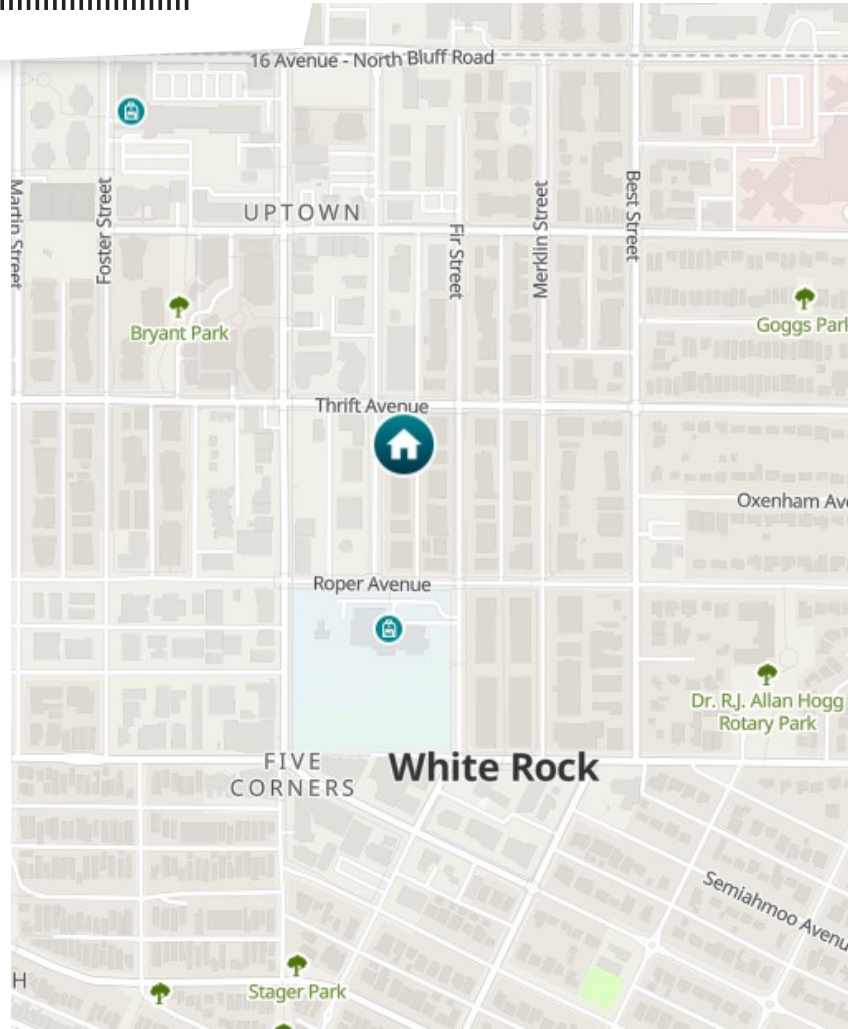 16 Avenue - North Bluff Road
Martin Street
Foster Street
UPTOWN
Fir Street
Merklin Street
Best Street
Bryant Park
Goggs Park
Thrift Avenue
Oxenham Ave
Roper Avenue
Dr. R.J. Allan Hogg
Rotary Park
FIVE
CORNERS
White Rock
Semiahmoo Avenu
H
Stager Park